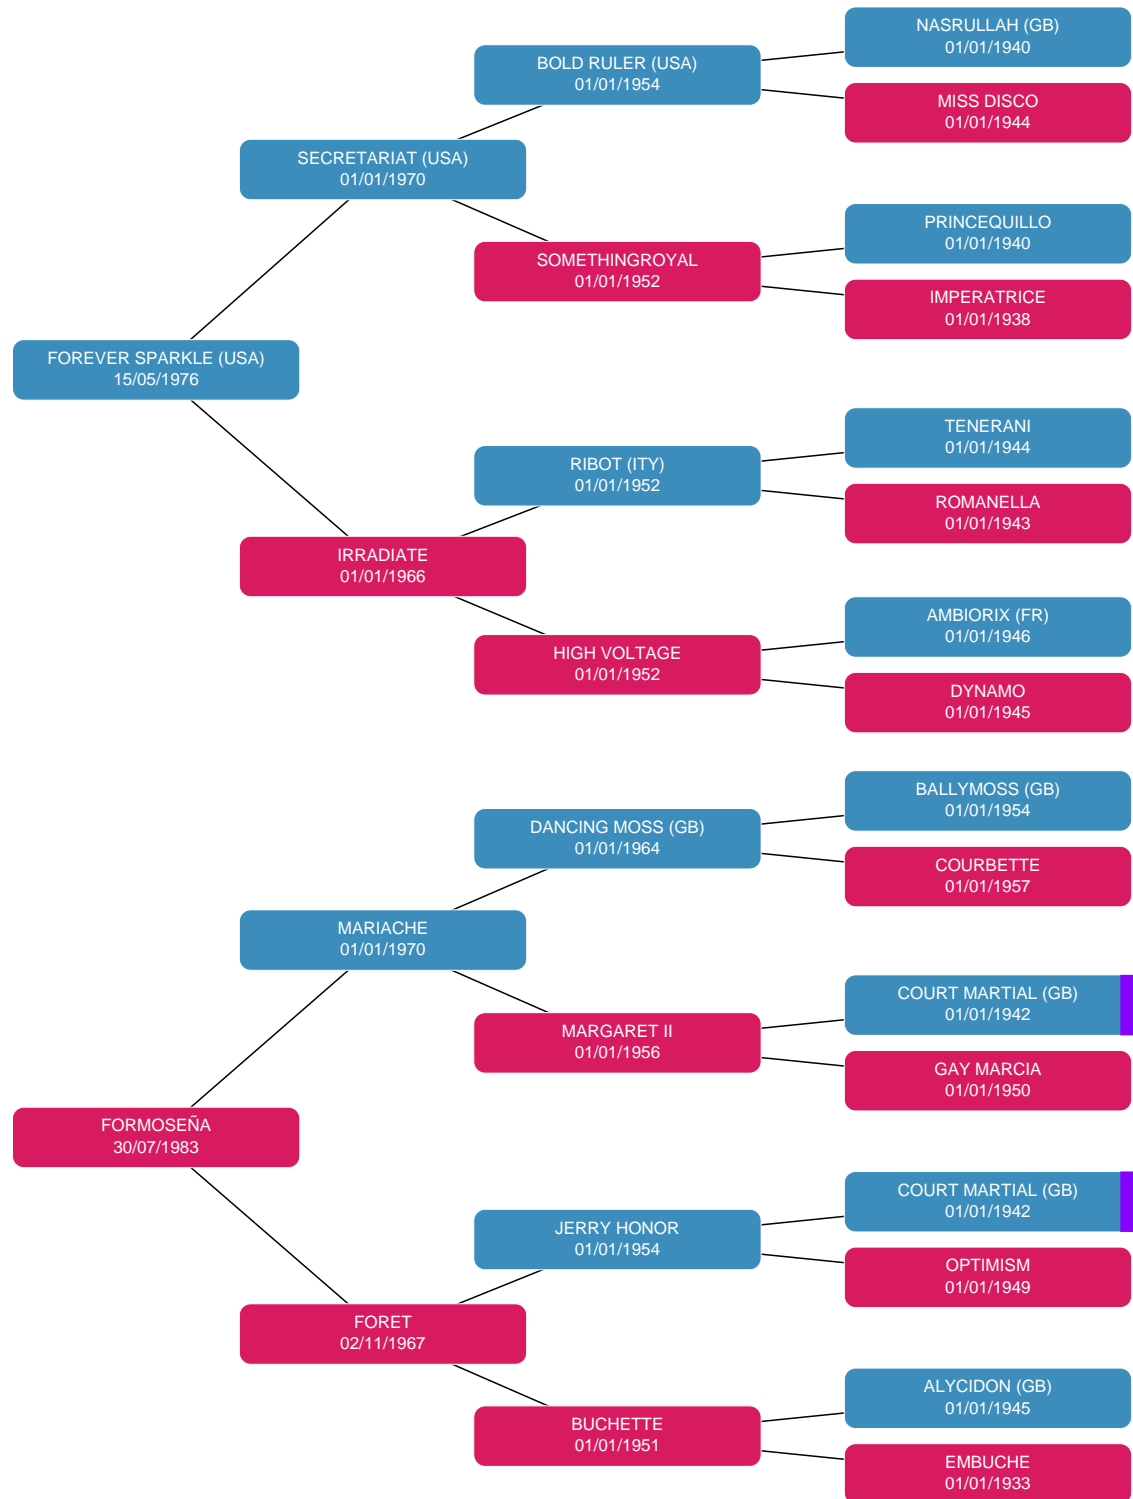 NASRULLAH (GB)
01/01/1940
BOLD RULER (USA)
01/01/1954
MISS DISCO
01/01/1944
SECRETARIAT (USA)
01/01/1970
PRINCEQUILLO
01/01/1940
SOMETHINGROYAL
01/01/1952
IMPERATRICE
01/01/1938
FOREVER SPARKLE (USA)
15/05/1976
TENERANI
01/01/1944
RIBOT (ITY)
01/01/1952
ROMANELLA
01/01/1943
IRRADIATE
01/01/1966
AMBIORIX (FR)
01/01/1946
HIGH VOLTAGE
01/01/1952
DYNAMO
01/01/1945
BALLYMOSS (GB)
01/01/1954
DANCING MOSS (GB)
01/01/1964
COURBETTE
01/01/1957
MARIACHE
01/01/1970
COURT MARTIAL (GB)
01/01/1942
MARGARET II
01/01/1956
GAY MARCIA
01/01/1950
FORMOSEÑA
30/07/1983
COURT MARTIAL (GB)
01/01/1942
JERRY HONOR
01/01/1954
OPTIMISM
01/01/1949
FORET
02/11/1967
ALYCIDON (GB)
01/01/1945
BUCHETTE
01/01/1951
EMBUCHE
01/01/1933